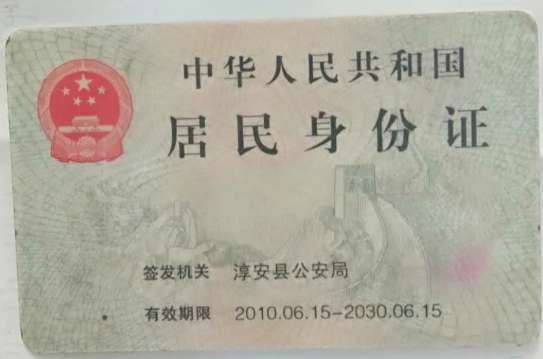 中华人民共和国
居民身份证
签发机关 淳安县公安局
有效期限 2010.06.15-2030.06.15